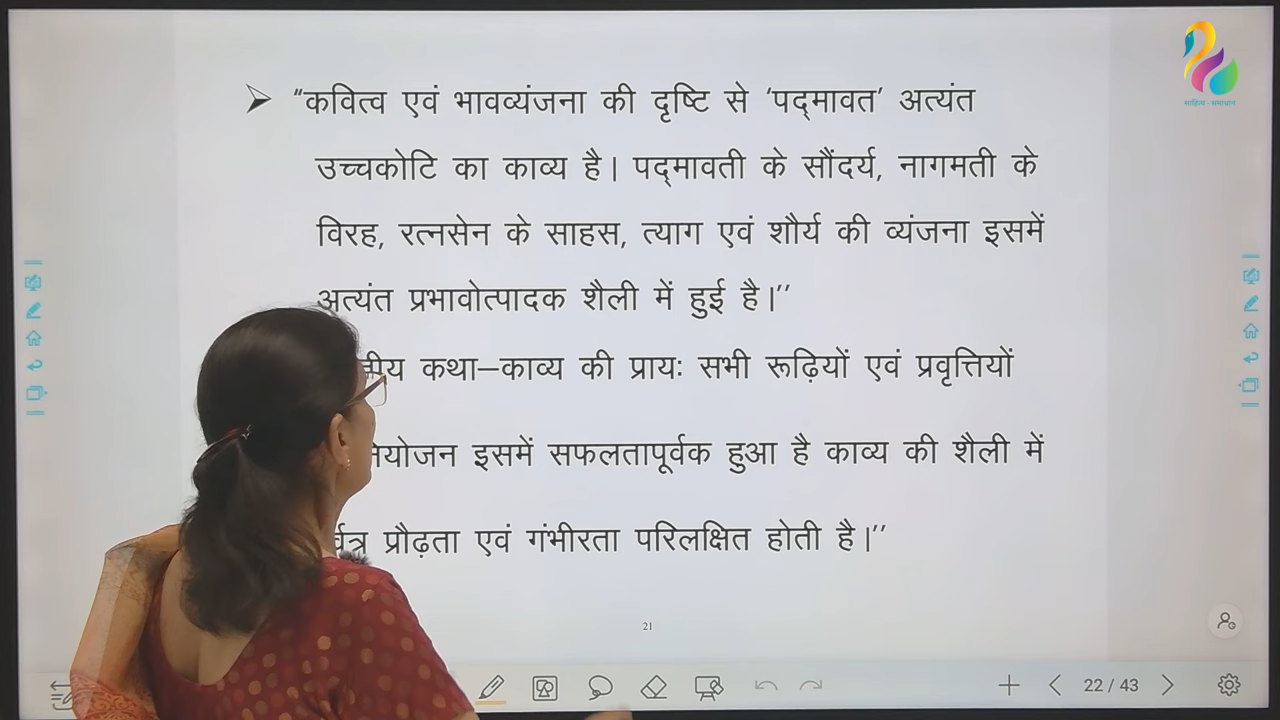 “कवित्व एवं भावव्यंजना की दृष्टि से ‘पद्मावत’ अत्यंत
उच्चकोटि का काव्य है। पद्मावती के सौंदर्य, नागमती के
विरह, रत्नसेन के साहस, त्याग एवं शौर्य की व्यंजना इसमें
अत्यंत प्रभावोत्पादक शैली में हुई है।’’
कथा–काव्य की प्रायः सभी रूढ़ियों एवं प्रवृत्तियों
इसमें सफलतापूर्वक हुआ है काव्य की शैली में
प्रौढ़ता एवं गंभीरता परिलक्षित होती है।’’
21
22 / 43
साहित्य - समाधान